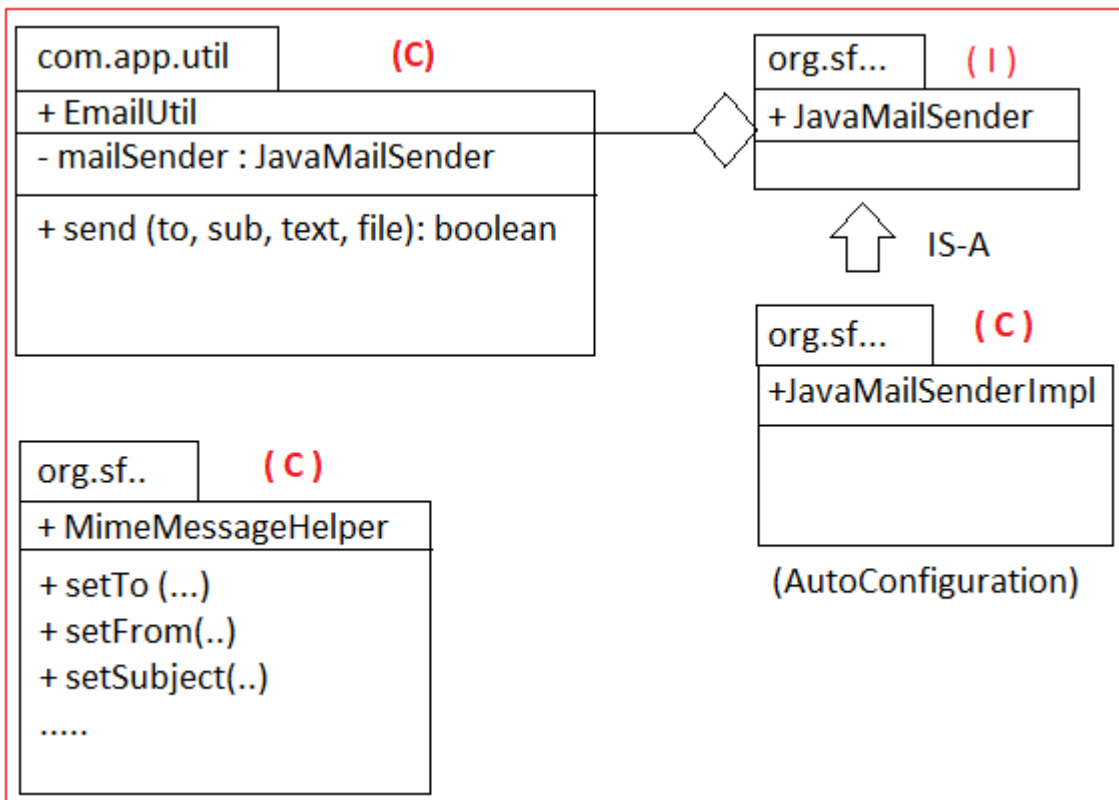 com.app.util
(C)
+ EmailUtil
- mailSender : JavaMailSender
+ send (to, sub, text, file): boolean
org.sf...
( I )
+ JavaMailSender
IS-A
org.sf...
( C )
+JavaMailSenderImpl
(AutoConfiguration)
org.sf..
( C )
+ MimeMessageHelper
+ setTo (...)
+ setFrom(..)
+ setSubject(..)
.....